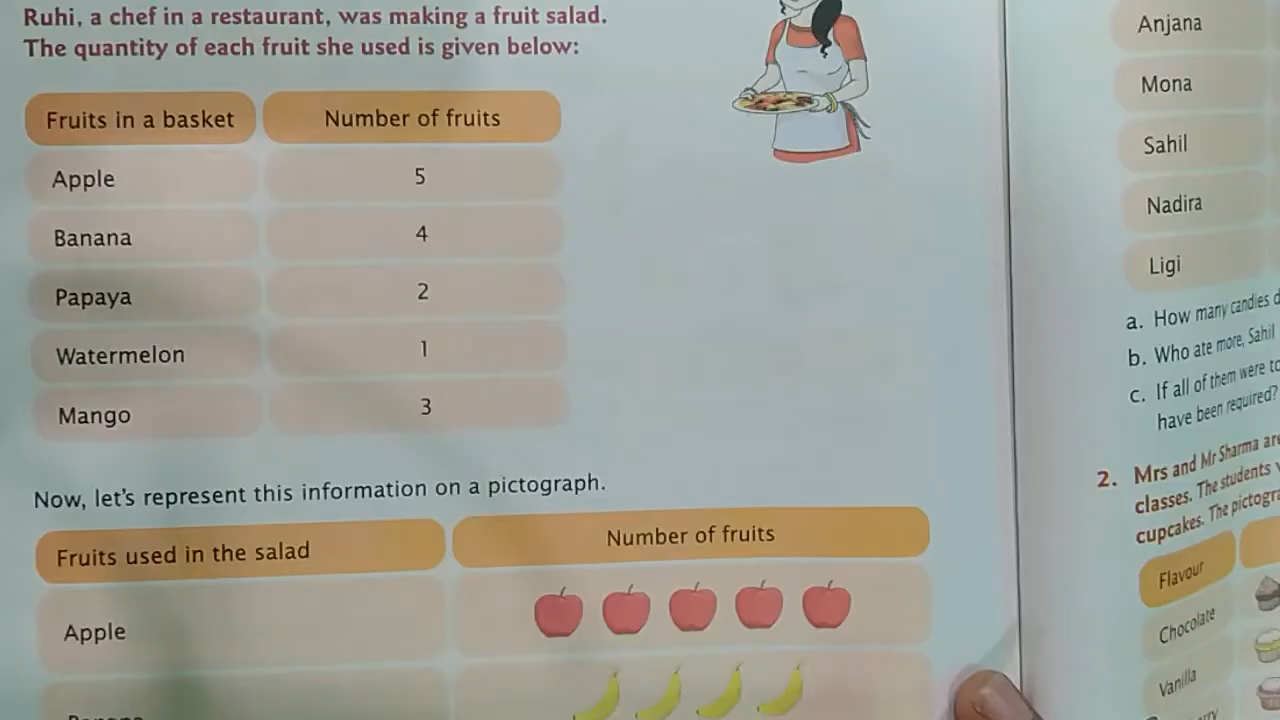 Ruhi, a chef in a restaurant, was making a fruit salad.
The quantity of each fruit she used is given below:
Fruits in a basket Number of fruits
Apple 5
Banana 4
Papaya 2
Watermelon 1
Mango 3
Now, let's represent this information on a pictograph.
Fruits used in the salad Number of fruits
Apple
Anjana
Mona
Sahil
Nadira
Ligi
a. How many candies
b. Who ate more, Sahil
c. If all of them were to
have been required?
2. Mrs and Mr Sharma are
classes. The students
cupcakes. The
Flavour
Chocolate
Vanilla